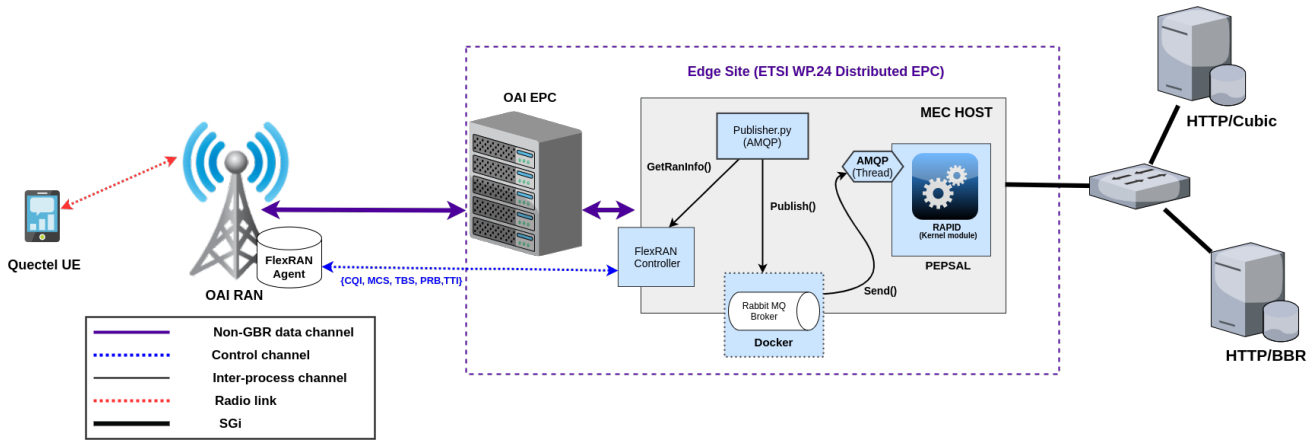 Edge Site (ETSI WP.24 Distributed EPC)
OAI EPC
MEC HOST
HTTP/Cubic
Publisher.py
(AMQP)
GetRanInfo()
AMQP
(Thread)
Publish()
RAPID
(Kernel module)
PEPSAL
Quectel UE
FlexRAN
Agent
OAI RAN
{CQI, MCS, TBS, PRB,TTI}
FlexRAN
Controller
Send()
Rabbit MQ
Broker
Docker
HTTP/BBR
Non-GBR data channel
Control channel
Inter-process channel
Radio link
SGi